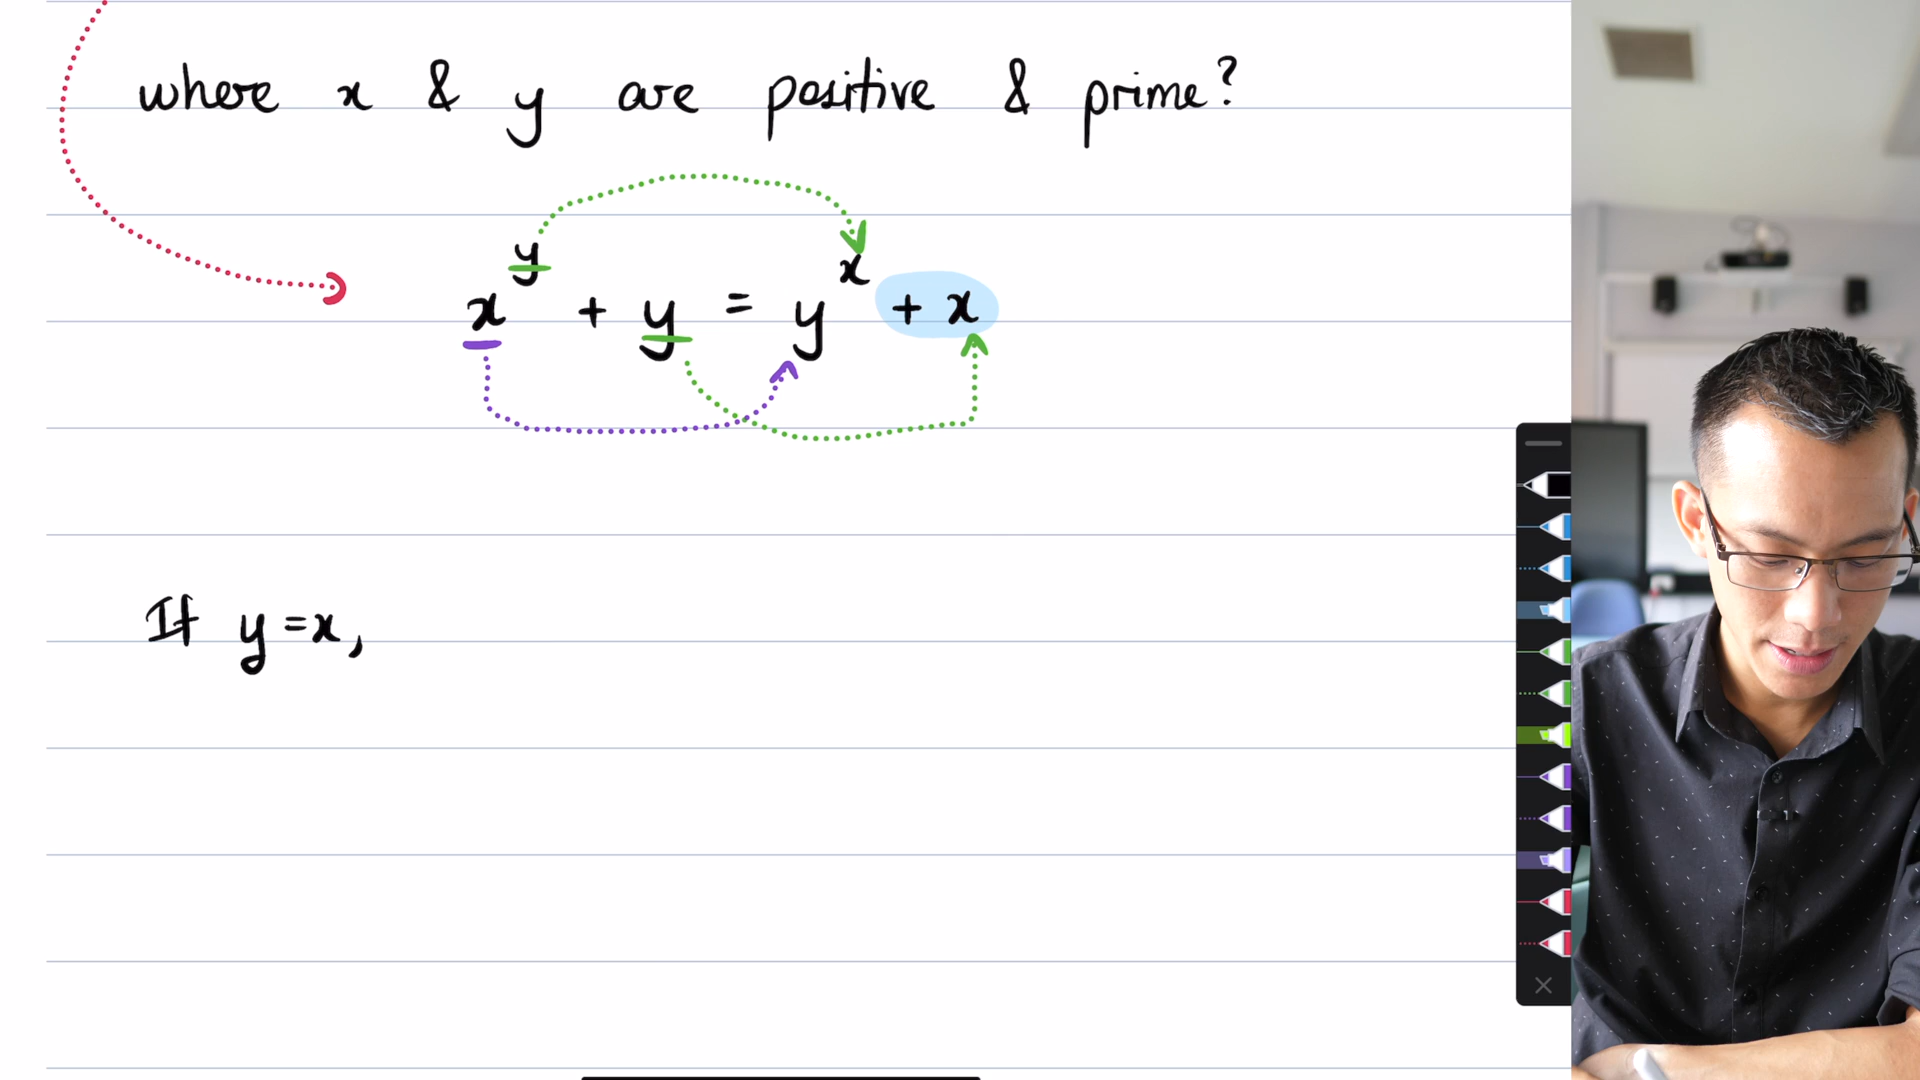 where x & y are positive & prime?
x^y + y = y^x + x
If y = x,